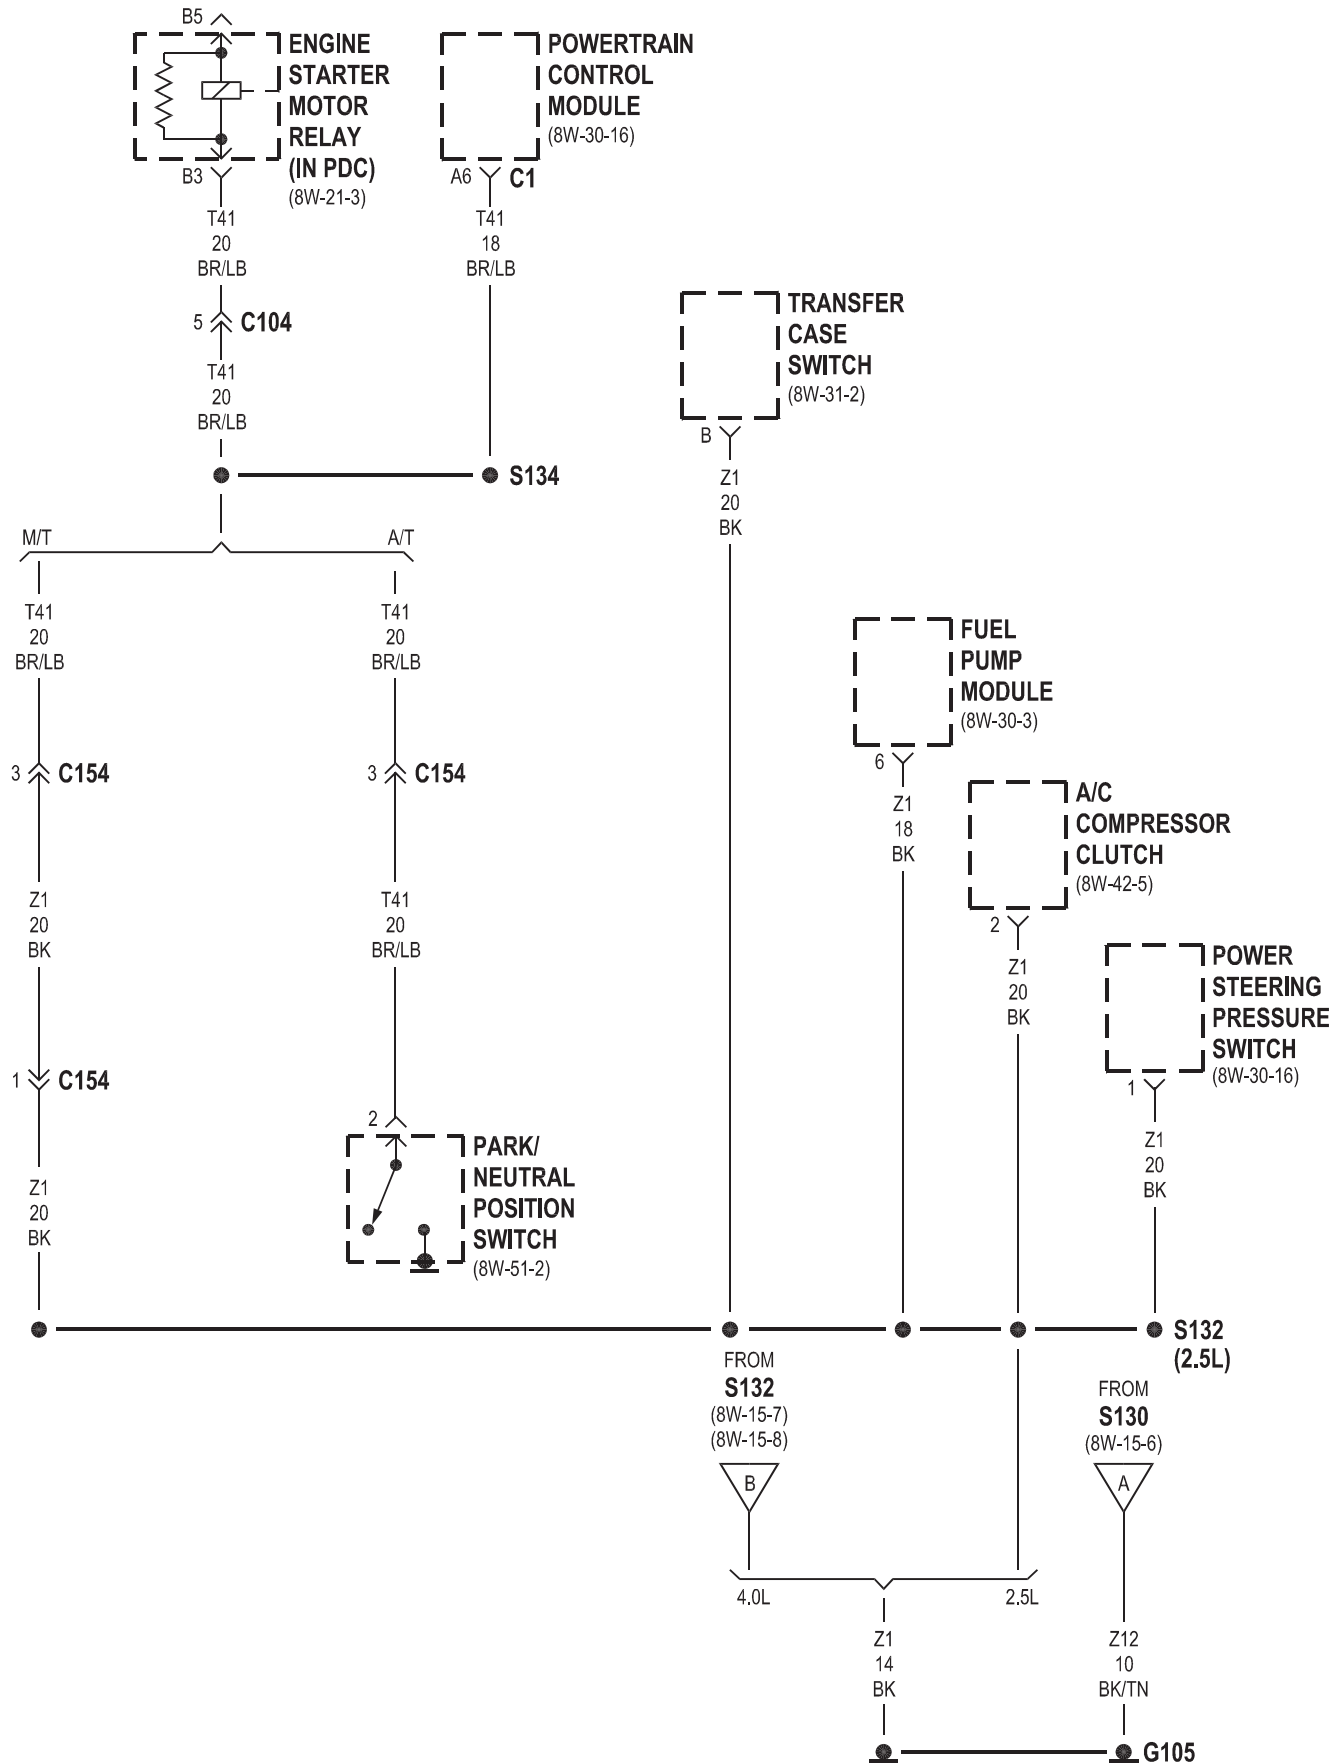 B5
ENGINE
STARTER
MOTOR
RELAY
(IN PDC)
(8W-21-3)
B3
T41
20
BR/LB
5
C104
T41
20
BR/LB
POWERTRAIN
CONTROL
MODULE
(8W-30-16)
A6
C1
T41
18
BR/LB
S134
M/T
A/T
T41
20
BR/LB
3
C154
Z1
20
BK
1
C154
Z1
20
BK
T41
20
BR/LB
3
C154
T41
20
BR/LB
2
PARK/
NEUTRAL
POSITION
SWITCH
(8W-51-2)
TRANSFER
CASE
SWITCH
(8W-31-2)
B
Z1
20
BK
FUEL
PUMP
MODULE
(8W-30-3)
6
Z1
18
BK
A/C
COMPRESSOR
CLUTCH
(8W-42-5)
2
Z1
20
BK
POWER
STEERING
PRESSURE
SWITCH
(8W-30-16)
1
Z1
20
BK
S132
(2.5L)
FROM
S132
(8W-15-7)
(8W-15-8)
B
FROM
S130
(8W-15-6)
A
4.0L
2.5L
Z1
14
BK
Z12
10
BK/TN
G105